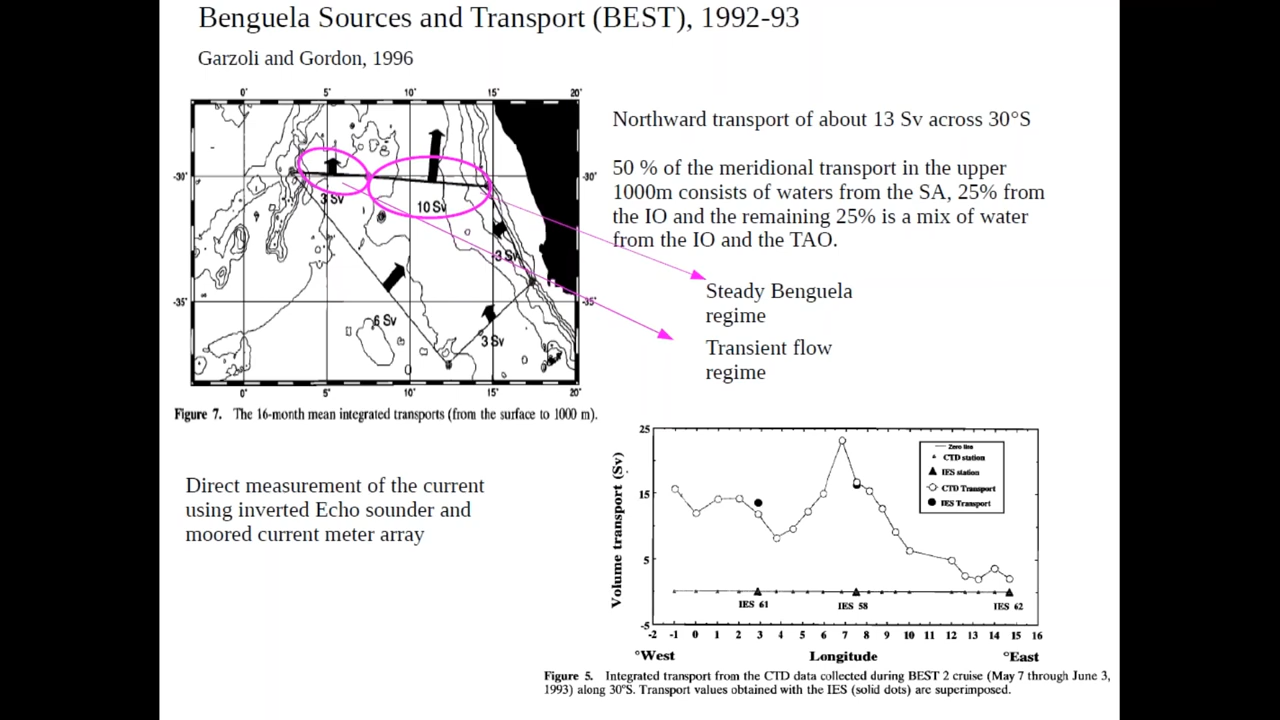 Benguela Sources and Transport (BEST), 1992-93
Garzoli and Gordon, 1996
0° 5° 10° 15° 20°
-30° -30°
-35° -35°
3 Sv
10 Sv
3 Sv
6 Sv
3 Sv
0° 5° 10° 15° 20°
Figure 7. The 16-month mean integrated transports (from the surface to 1000 m).
Northward transport of about 13 Sv across 30°S
50 % of the meridional transport in the upper
1000m consists of waters from the SA, 25% from
the IO and the remaining 25% is a mix of water
from the IO and the TAO.
Steady Benguela
regime
Transient flow
regime
Direct measurement of the current
using inverted Echo sounder and
moored current meter array
Volume transport (Sv)
25
15
5
-5
Zero line
CTD station
IES station
CTD Transport
IES Transport
IES 61
IES 58
IES 62
-2 -1 0 1 2 3 4 5 6 7 8 9 10 11 12 13 14 15 16
°West Longitude °East
Figure 5. Integrated transport from the CTD data collected during BEST 2 cruise (May 7 through June 3,
1993) along 30°S. Transport values obtained with the IES (solid dots) are superimposed.